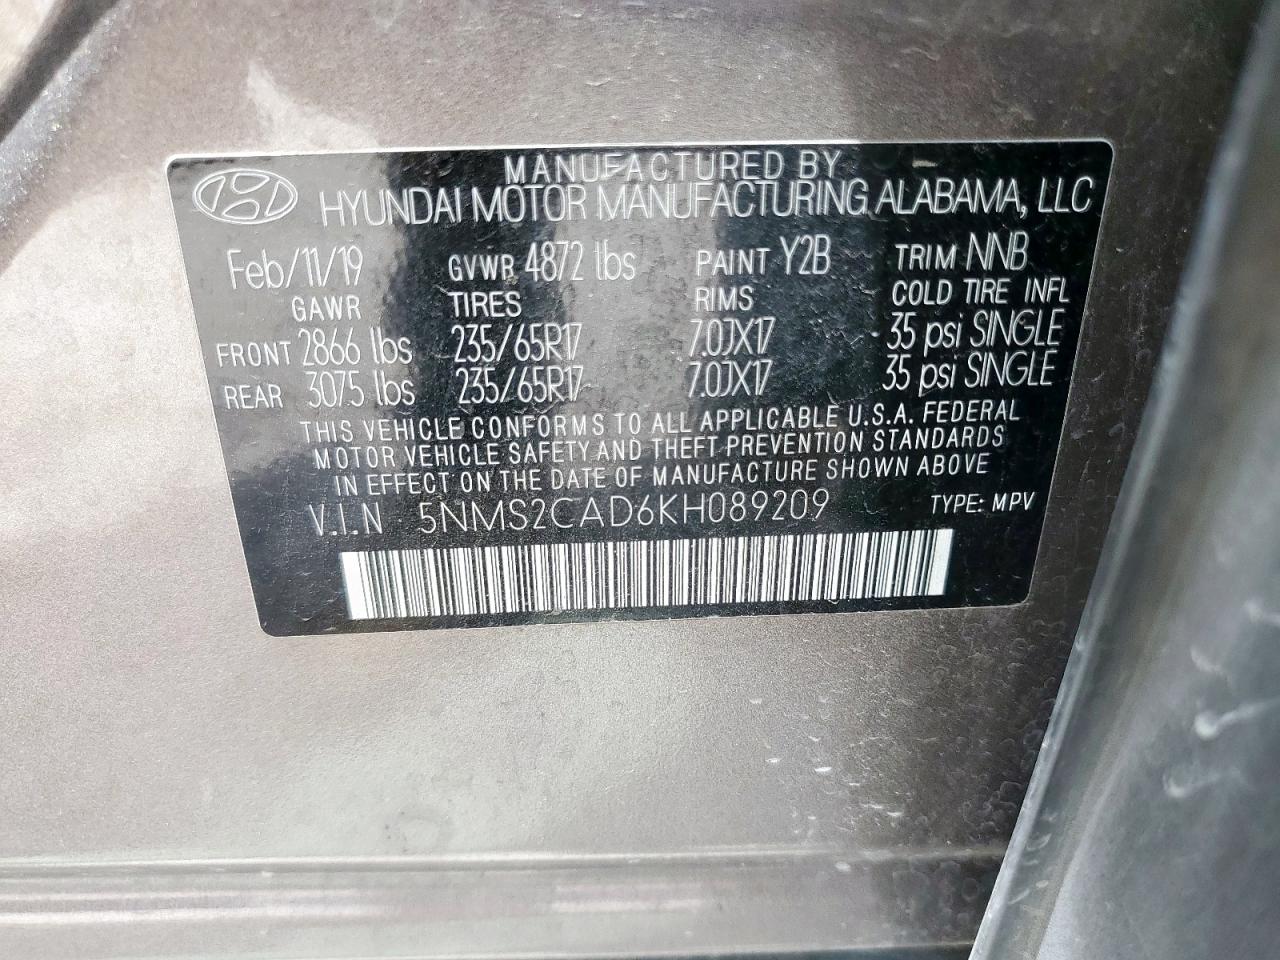 MANUFACTURED BY
HYUNDAI MOTOR MANUFACTURING ALABAMA, LLC
Feb/11/19 GVWR 4872 lbs PAINT Y2B TRIM NNB
GAWR TIRES RIMS COLD TIRE INFL
FRONT 2866 lbs 235/65R17 7.0JX17 35 psi SINGLE
REAR 3075 lbs 235/65R17 7.0JX17 35 psi SINGLE
THIS VEHICLE CONFORMS TO ALL APPLICABLE U.S.A. FEDERAL
MOTOR VEHICLE SAFETY AND THEFT PREVENTION STANDARDS
IN EFFECT ON THE DATE OF MANUFACTURE SHOWN ABOVE
V.I.N 5NMS2CAD6KH089209 TYPE: MPV